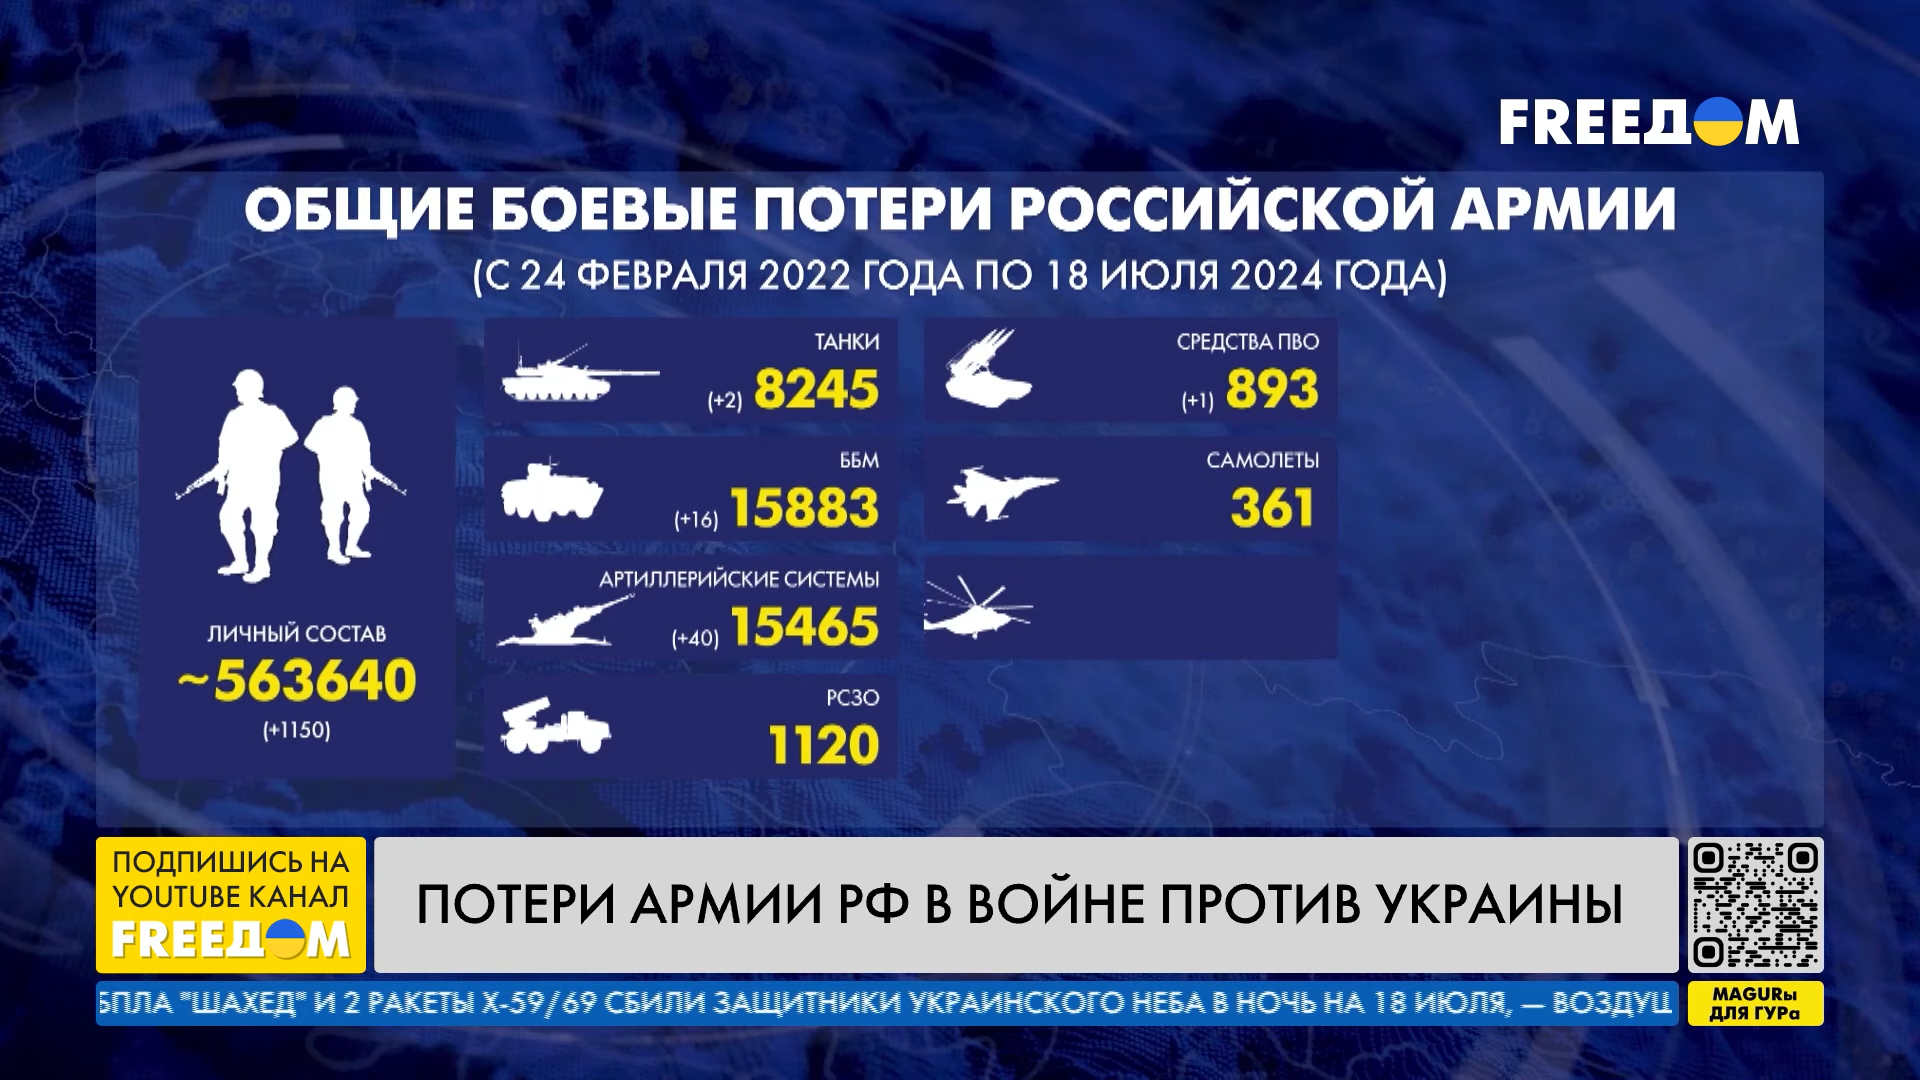 FREEДOM
ОБЩИЕ БОЕВЫЕ ПОТЕРИ РОССИЙСКОЙ АРМИИ
(С 24 ФЕВРАЛЯ 2022 ГОДА ПО 18 ИЮЛЯ 2024 ГОДА)
ЛИЧНЫЙ СОСТАВ
~563640
(+1150)
ТАНКИ
(+2) 8245
ББМ
(+16) 15883
АРТИЛЛЕРИЙСКИЕ СИСТЕМЫ
(+40) 15465
РСЗО
1120
СРЕДСТВА ПВО
(+1) 893
САМОЛЕТЫ
361
ПОДПИШИСЬ НА
YOUTUBE КАНАЛ
FREEДOM
ПОТЕРИ АРМИИ РФ В ВОЙНЕ ПРОТИВ УКРАИНЫ
БПЛА "ШАХЕД" И 2 РАКЕТЫ Х-59/69 СБИЛИ ЗАЩИТНИКИ УКРАИНСКОГО НЕБА В НОЧЬ НА 18 ИЮЛЯ, — ВОЗДУШ
MAGURы
ДЛЯ ГУРа